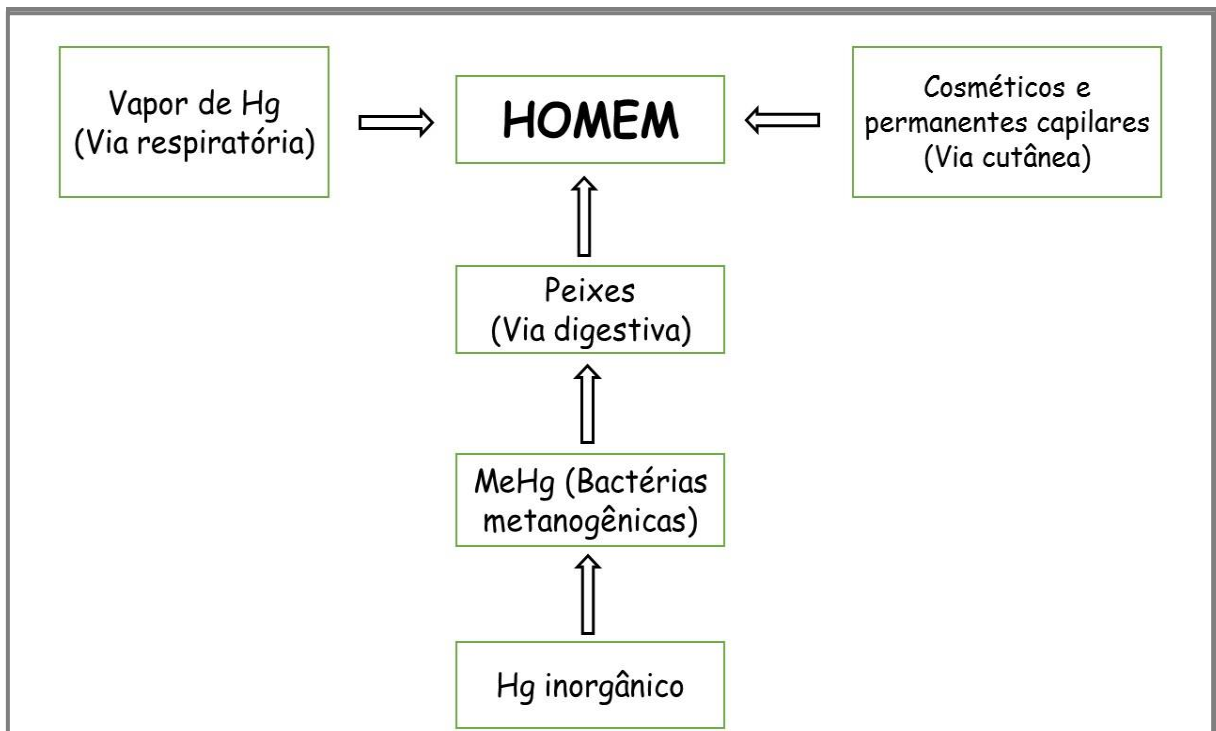 Vapor de Hg
(Via respiratória)
HOMEM
Cosméticos e
permanentes capilares
(Via cutânea)
Peixes
(Via digestiva)
MeHg (Bactérias
metanogênicas)
Hg inorgânico